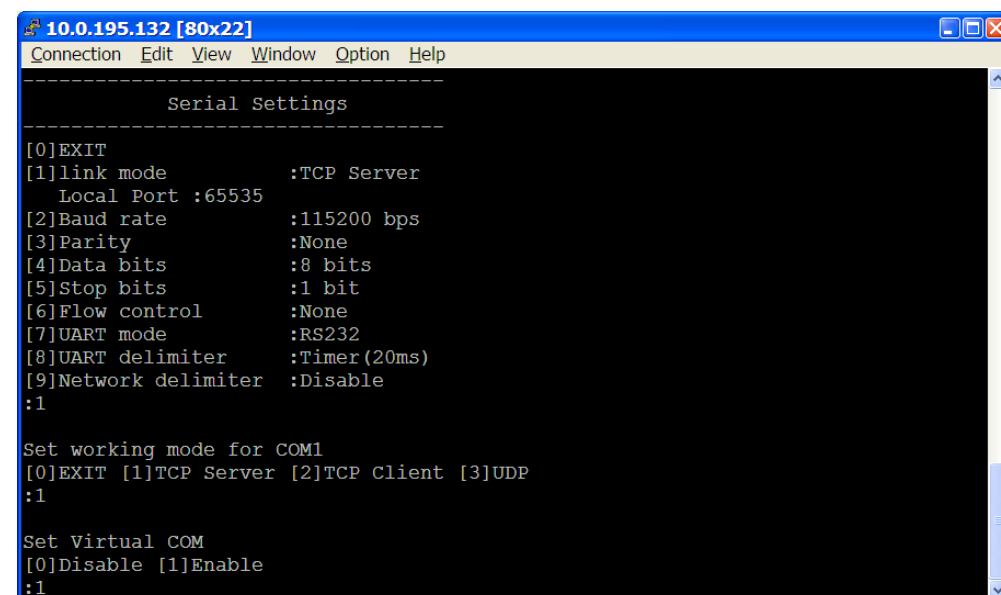 10.0.195.132 [80x22]
Connection Edit View Window Option Help
-----------------------------------
Serial Settings
-----------------------------------
[0]EXIT
[1]link mode :TCP Server
Local Port :65535
[2]Baud rate :115200 bps
[3]Parity :None
[4]Data bits :8 bits
[5]Stop bits :1 bit
[6]Flow control :None
[7]UART mode :RS232
[8]UART delimiter :Timer(20ms)
[9]Network delimiter :Disable
:1
Set working mode for COM1
[0]EXIT [1]TCP Server [2]TCP Client [3]UDP
:1
Set Virtual COM
[0]Disable [1]Enable
:1